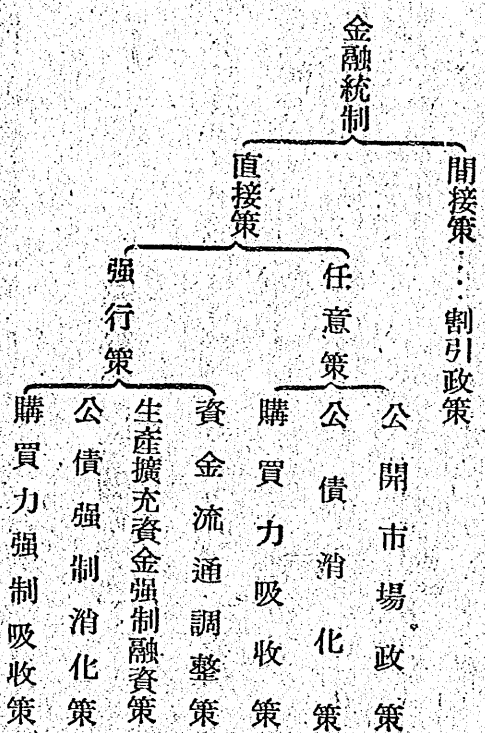 金融統制
間接策……割引政策
直接策
任意策
公開市場政策
公債消化策
購買力吸收策
强行策
資金流通調整策
生産擴充資金强制融資策
公債强制消化策
購買力强制吸收策